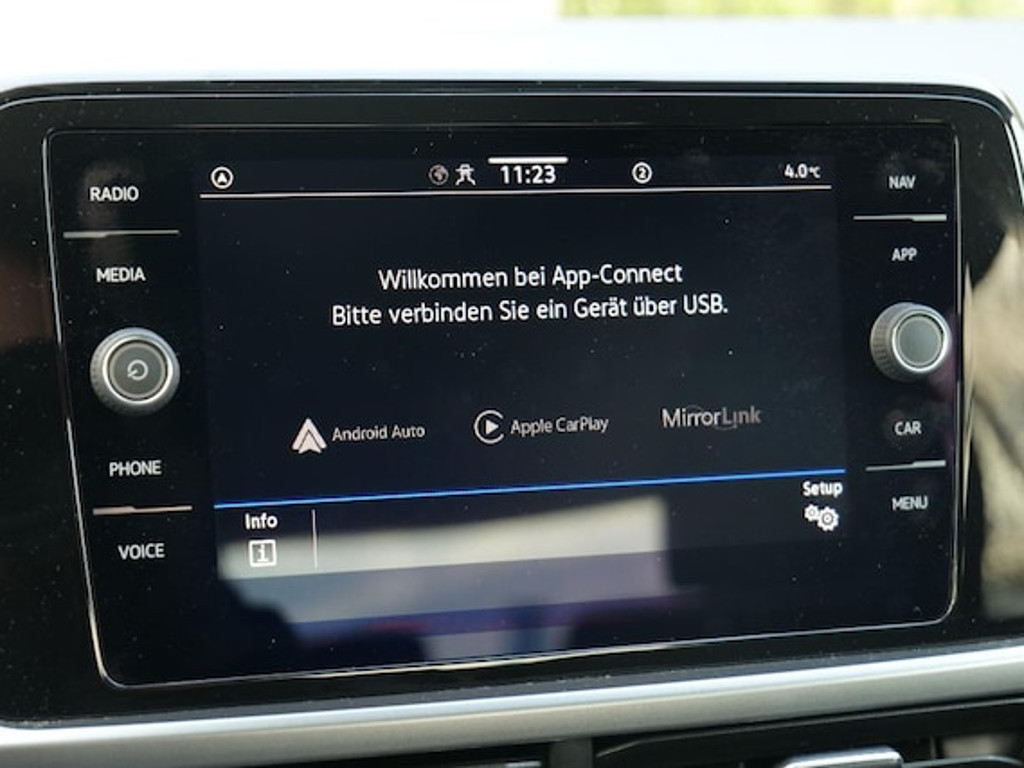 RADIO
MEDIA
PHONE
VOICE
A
11:23
2
4.0°C
Willkommen bei App-Connect
Bitte verbinden Sie ein Gerät über USB.
Android Auto
Apple CarPlay
MirrorLink
Info
i
Setup
NAV
APP
CAR
MENU